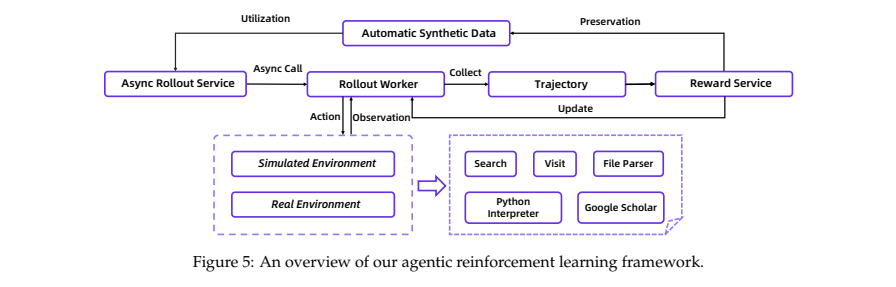 Utilization
Preservation
Automatic Synthetic Data
Async Rollout Service
Async Call
Rollout Worker
Collect
Trajectory
Reward Service
Update
Action
Observation
Simulated Environment
Real Environment
Search
Visit
File Parser
Python
Interpreter
Google Scholar
Figure 5: An overview of our agentic reinforcement learning framework.